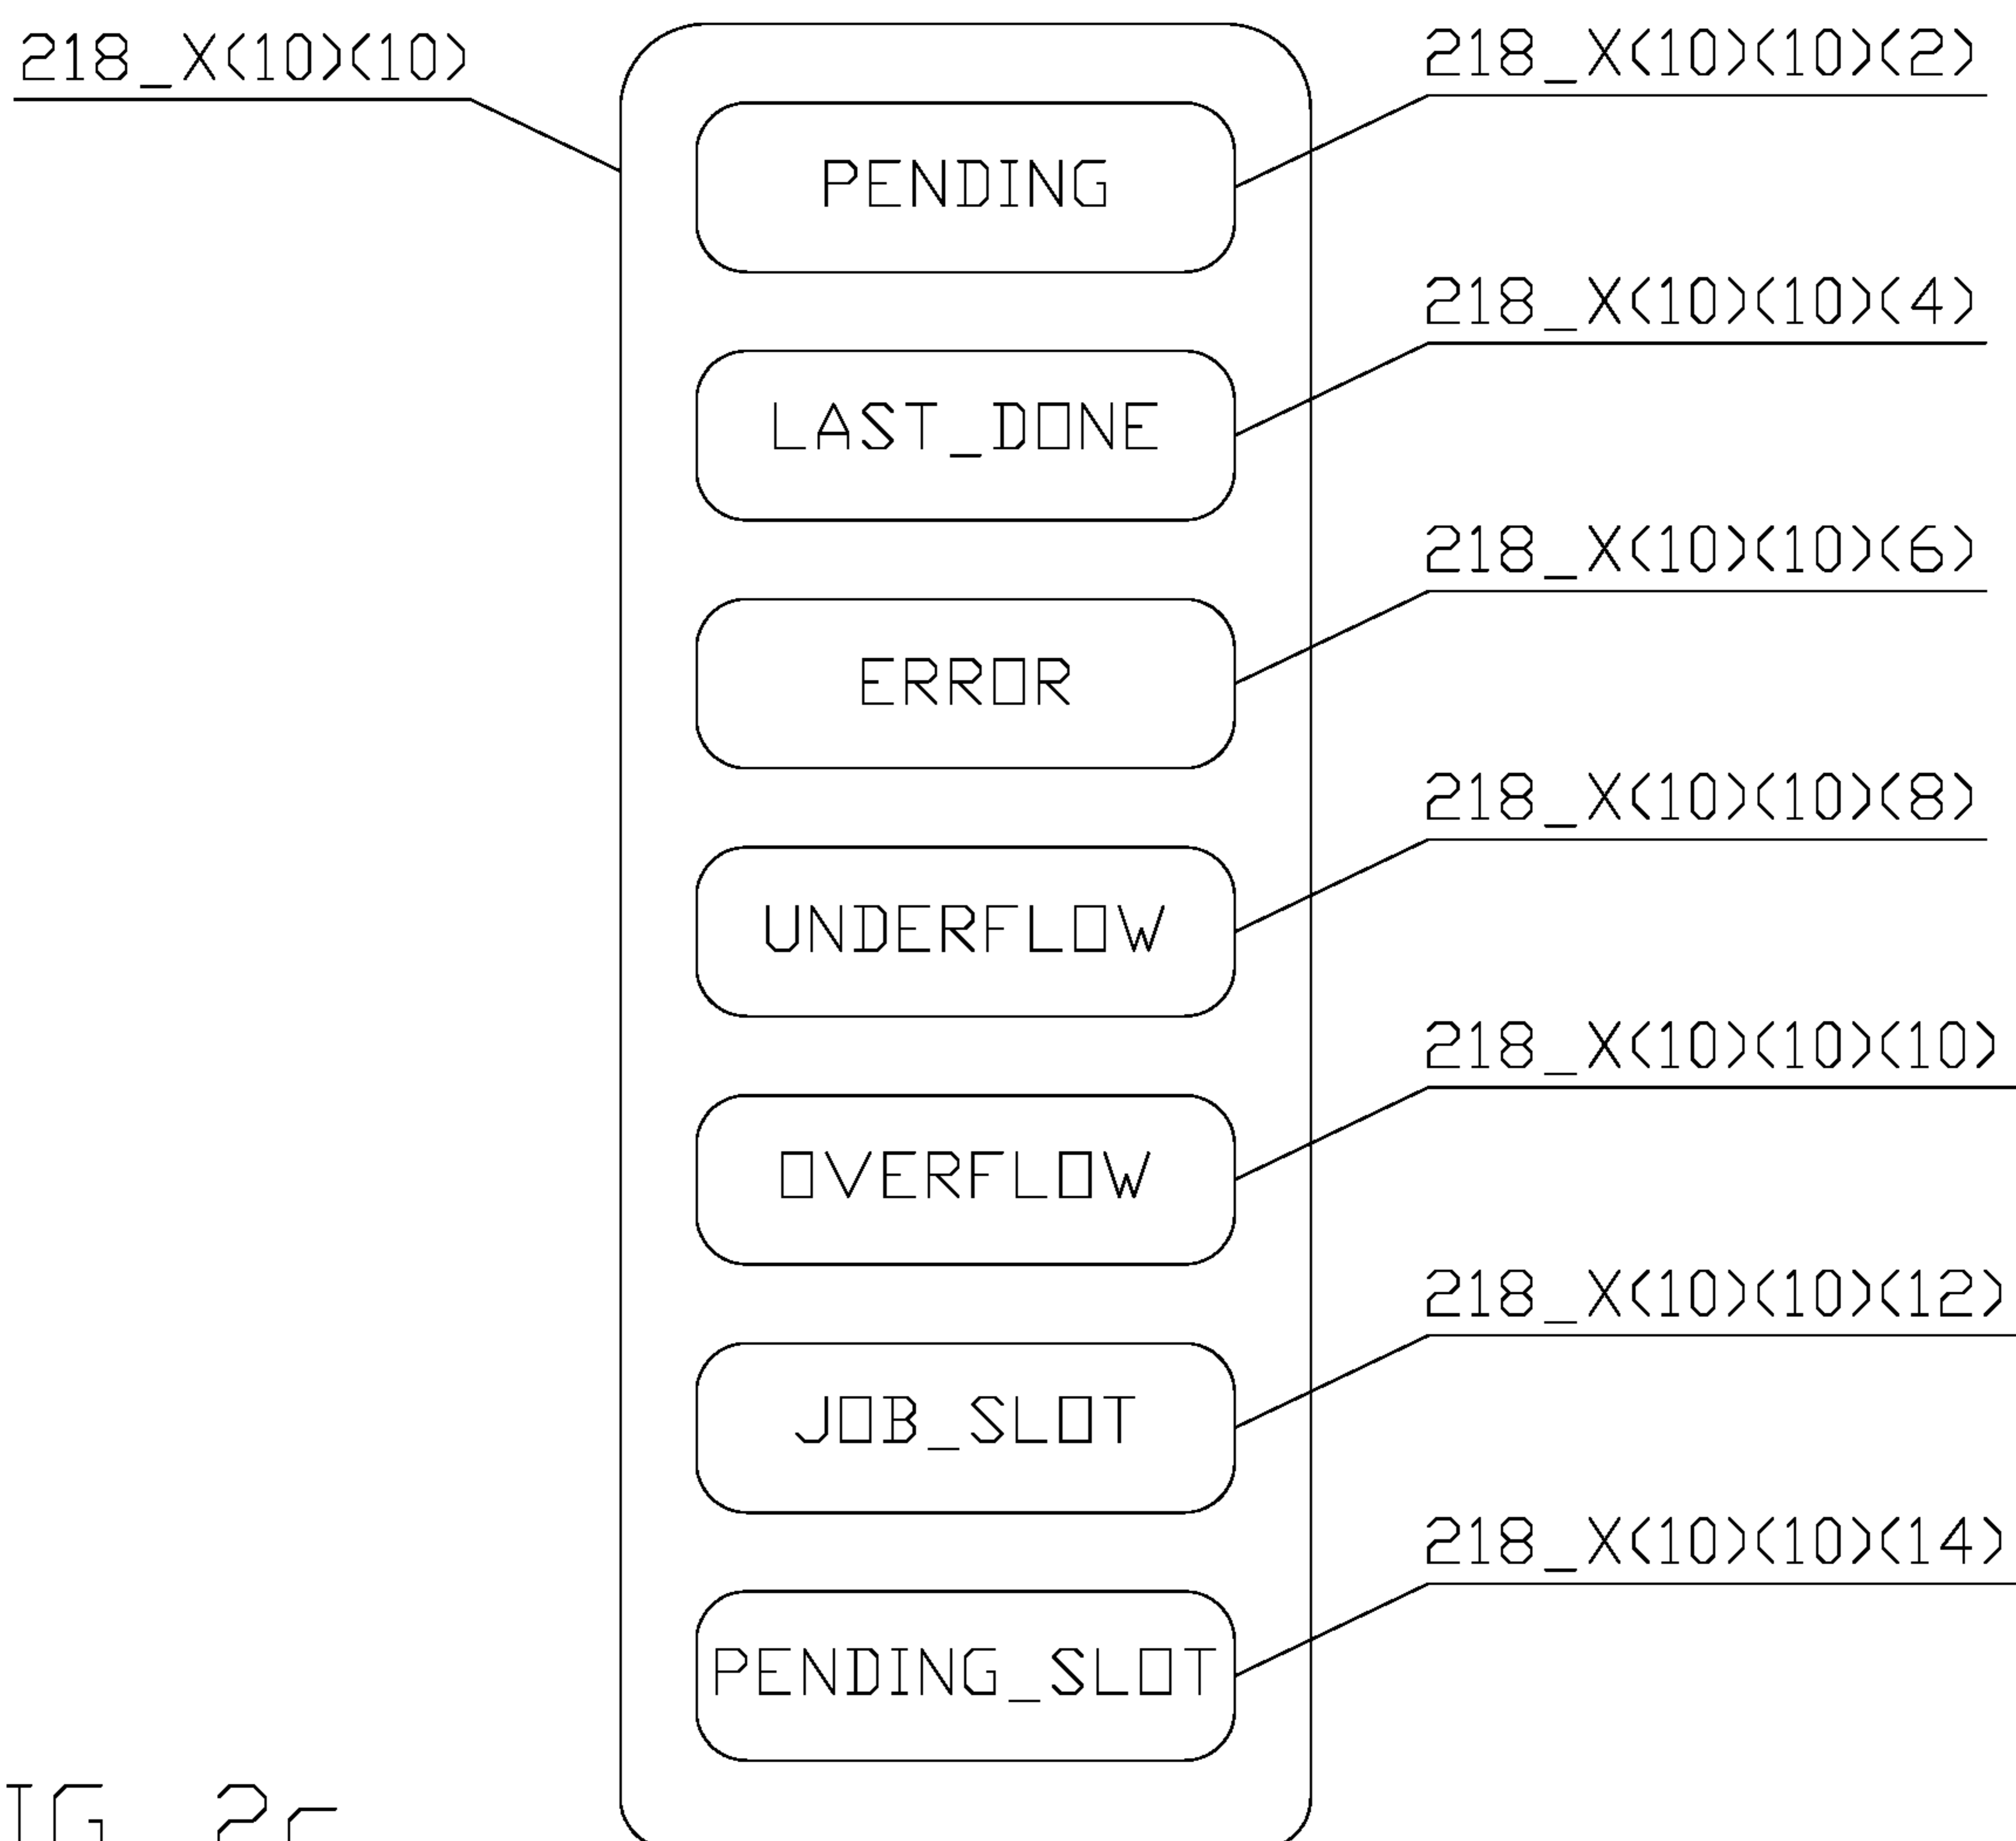 218_X(10)(10)
218_X(10)(10)(2)
PENDING
218_X(10)(10)(4)
LAST_DONE
218_X(10)(10)(6)
ERROR
218_X(10)(10)(8)
UNDERFLOW
218_X(10)(10)(10)
OVERFLOW
218_X(10)(10)(12)
JOB_SLOT
218_X(10)(10)(14)
PENDING_SLOT